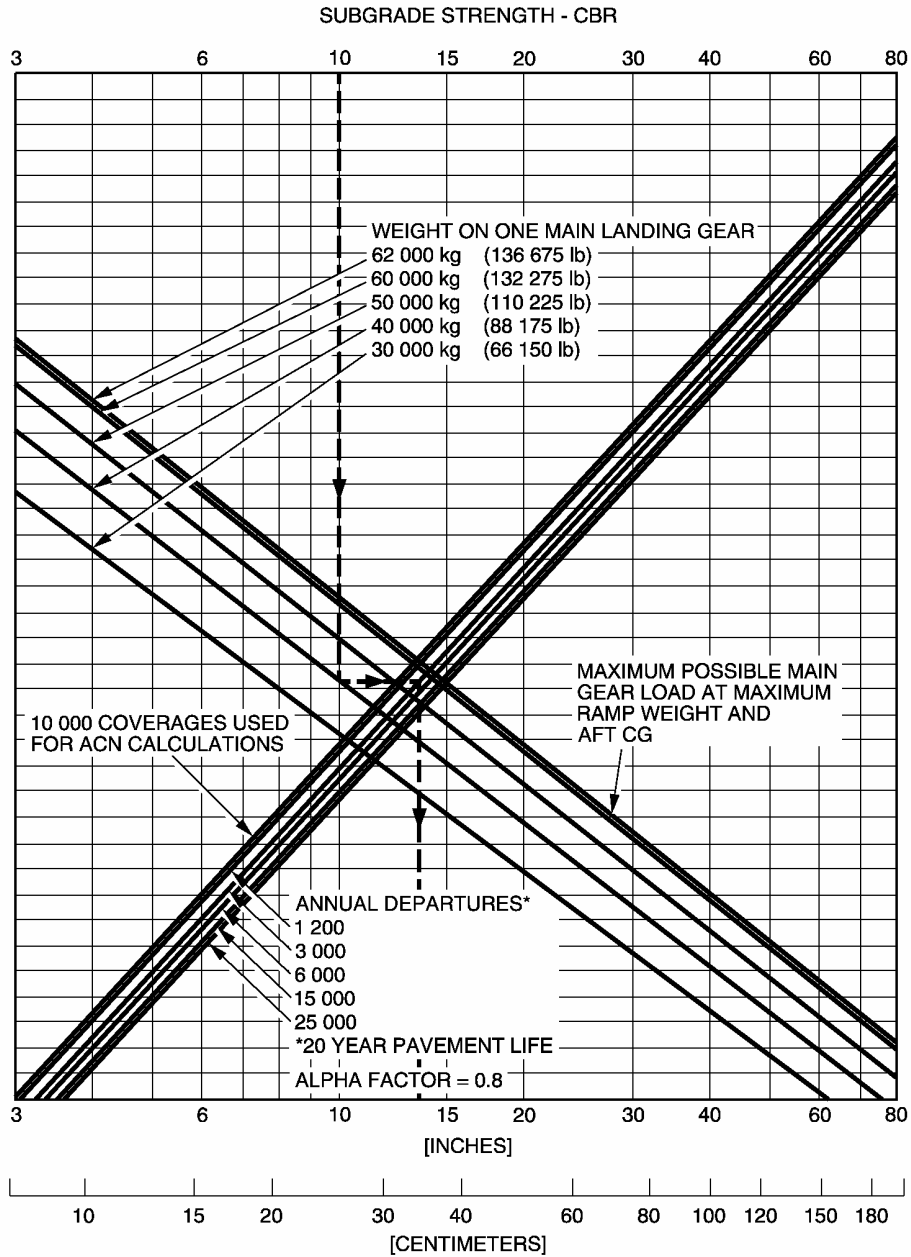 SUBGRADE STRENGTH - CBR
3 6 10 15 20 30 40 60 80
WEIGHT ON ONE MAIN LANDING GEAR
62 000 kg (136 675 lb)
60 000 kg (132 275 lb)
50 000 kg (110 225 lb)
40 000 kg (88 175 lb)
30 000 kg (66 150 lb)
MAXIMUM POSSIBLE MAIN
GEAR LOAD AT MAXIMUM
RAMP WEIGHT AND
AFT CG
10 000 COVERAGES USED
FOR ACN CALCULATIONS
ANNUAL DEPARTURES*
1 200
3 000
6 000
15 000
25 000
*20 YEAR PAVEMENT LIFE
ALPHA FACTOR = 0.8
3 6 10 15 20 30 40 60 80
[INCHES]
10 15 20 30 40 60 80 100 120 150 180
[CENTIMETERS]